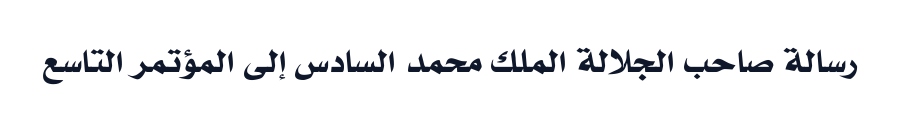 رسالة صاحب الجلالة الملك محمد السادس إلى المؤتمر التاسع